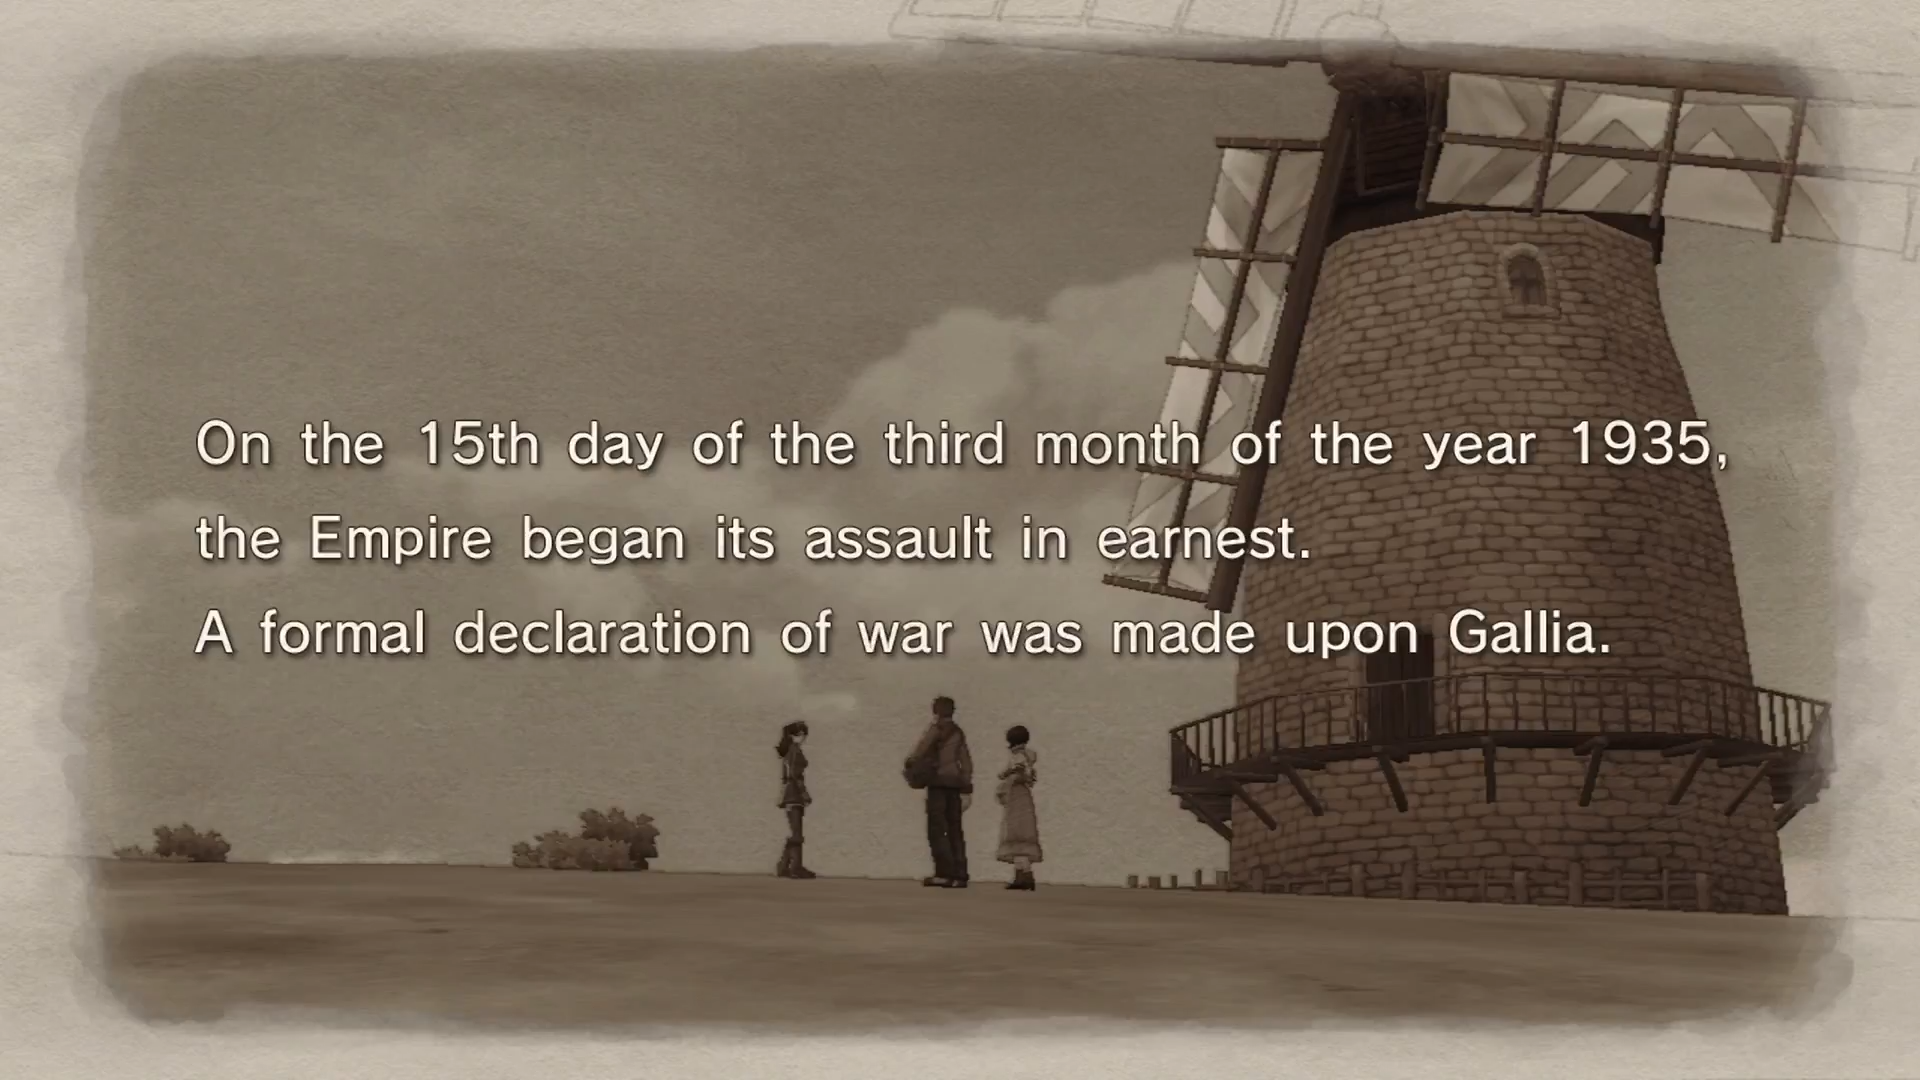 On the 15th day of the third month of the year 1935,
the Empire began its assault in earnest.
A formal declaration of war was made upon Gallia.